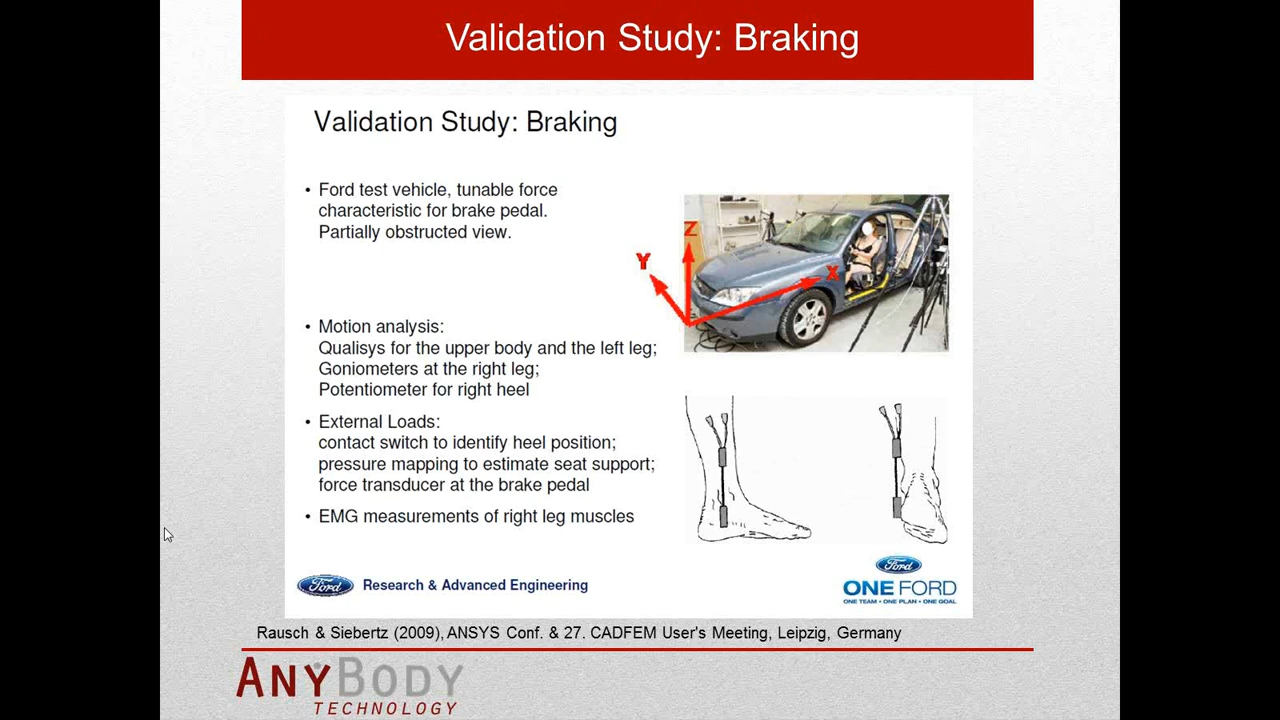 Validation Study: Braking
Validation Study: Braking
• Ford test vehicle, tunable force
characteristic for brake pedal.
Partially obstructed view.
Z
Y
X
• Motion analysis:
Qualisys for the upper body and the left leg;
Goniometers at the right leg;
Potentiometer for right heel
• External Loads:
contact switch to identify heel position;
pressure mapping to estimate seat support;
force transducer at the brake pedal
• EMG measurements of right leg muscles
Ford Research & Advanced Engineering
Ford
ONE FORD
ONE TEAM • ONE PLAN • ONE GOAL
Rausch & Siebertz (2009), ANSYS Conf. & 27. CADFEM User's Meeting, Leipzig, Germany
ANYBODY
TECHNOLOGY